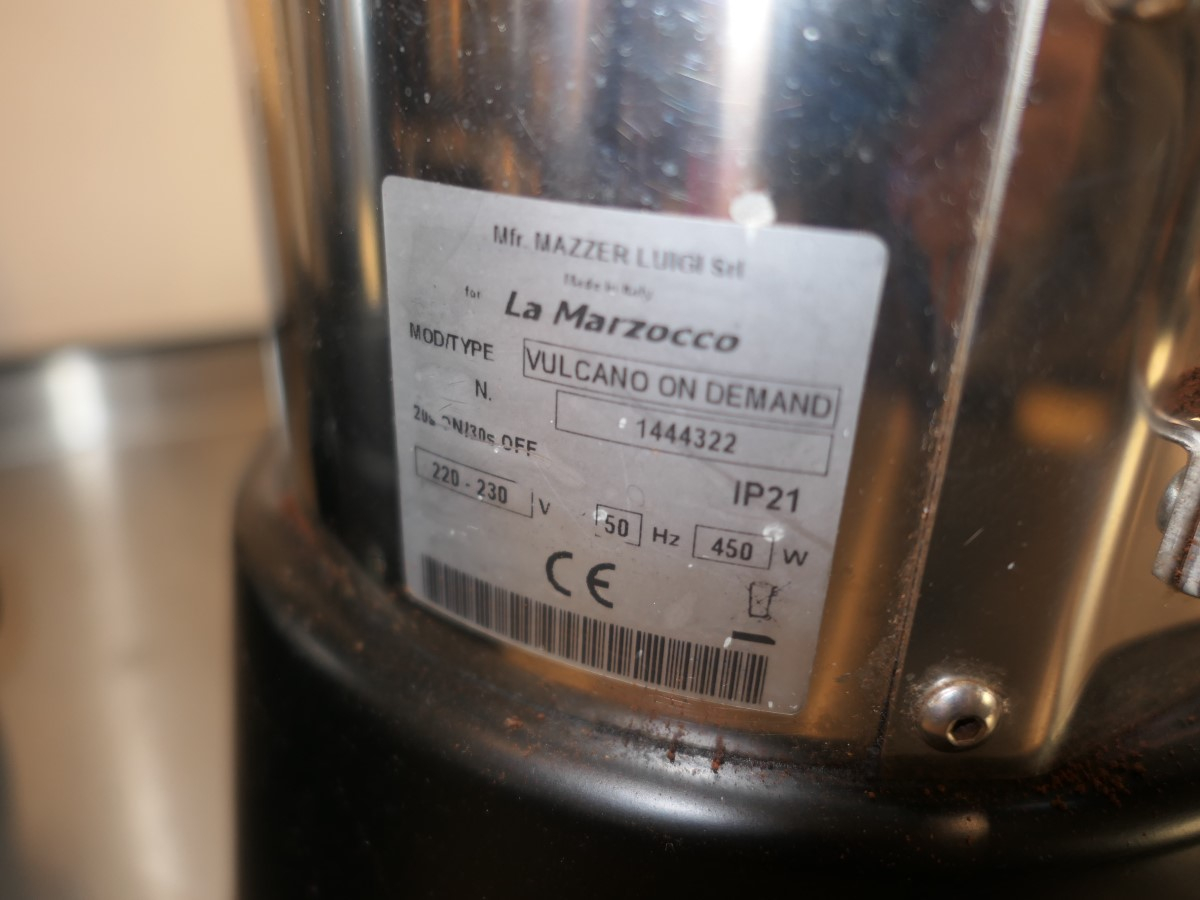 Mfr. MAZZER LUIGI Srl
Made in Italy
for La Marzocco
MOD/TYPE VULCANO ON DEMAND
N. 1444322
20s ON/30s OFF
IP21
220 - 230 V 50 Hz 450 W
CE